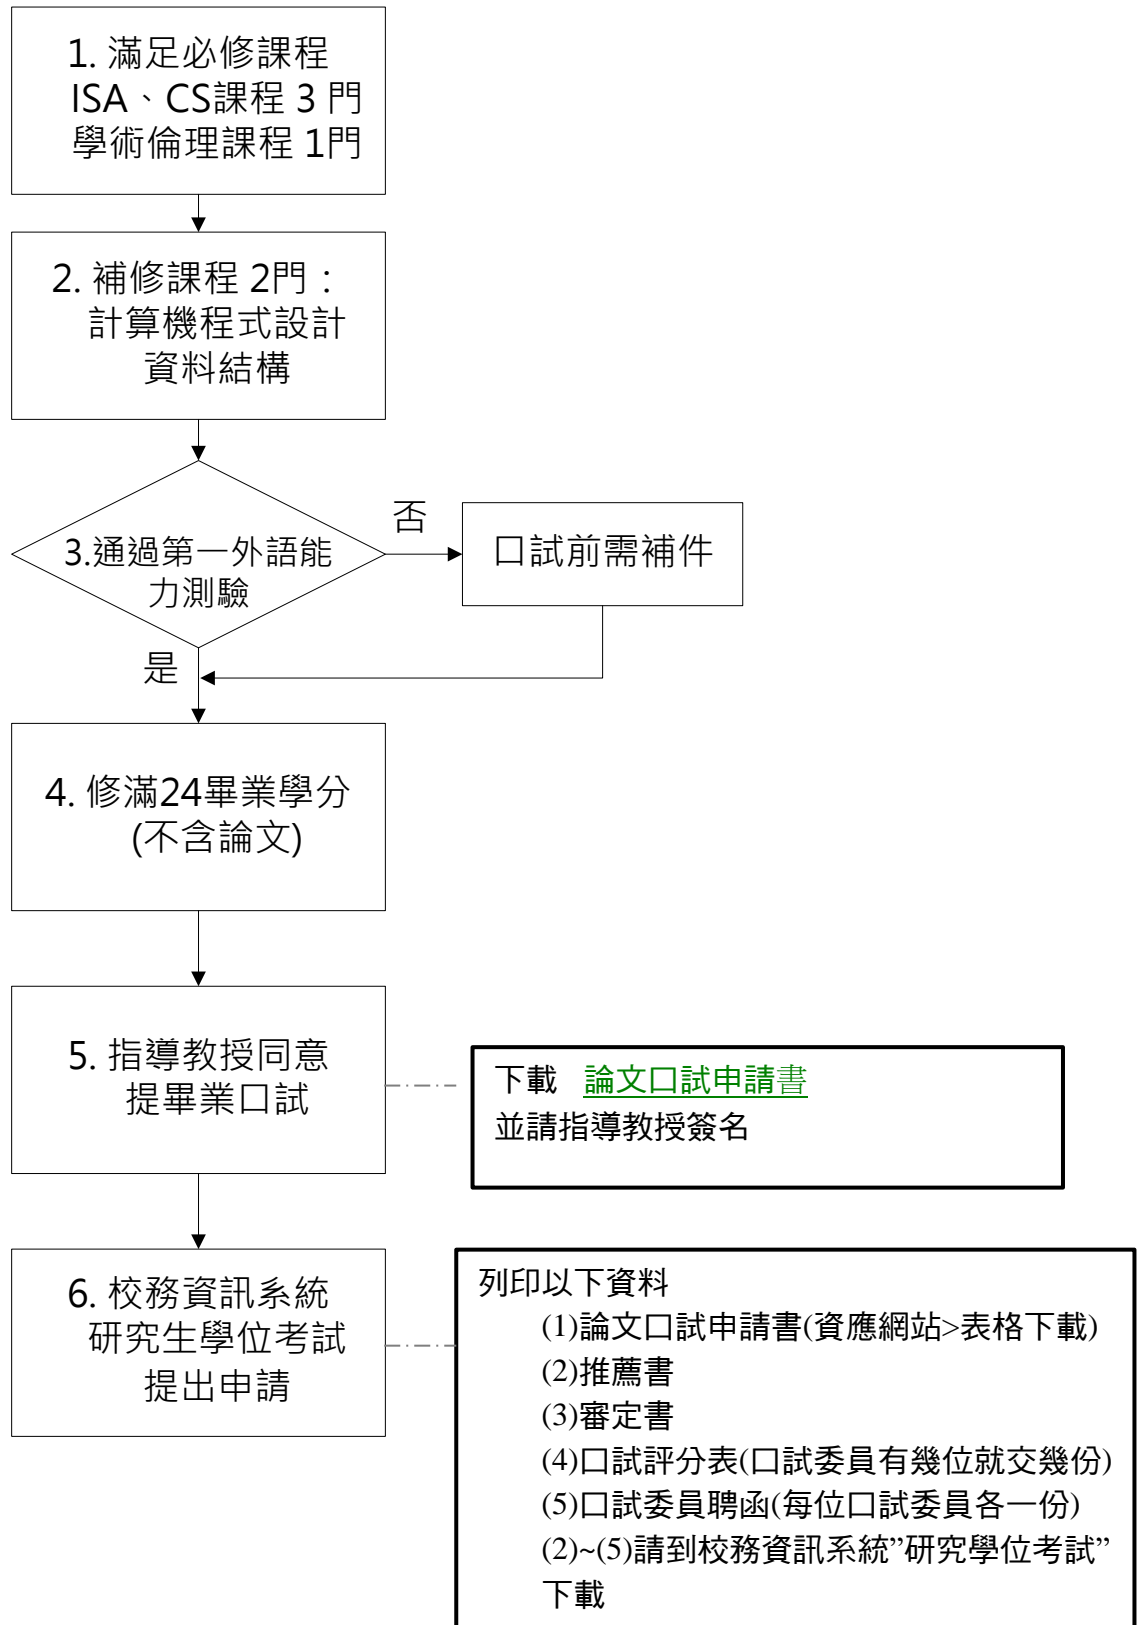 1. 滿足必修課程
ISA、CS課程 3 門
學術倫理課程 1門
2. 補修課程 2門：
計算機程式設計
資料結構
3.通過第一外語能
力測驗
否
口試前需補件
是
4. 修滿24畢業學分
(不含論文)
5. 指導教授同意
提畢業口試
下載 論文口試申請書
並請指導教授簽名
6. 校務資訊系統
研究生學位考試
提出申請
列印以下資料
(1)論文口試申請書(資應網站>表格下載)
(2)推薦書
(3)審定書
(4)口試評分表(口試委員有幾位就交幾份)
(5)口試委員聘函(每位口試委員各一份)
(2)~(5)請到校務資訊系統”研究學位考試”
下載